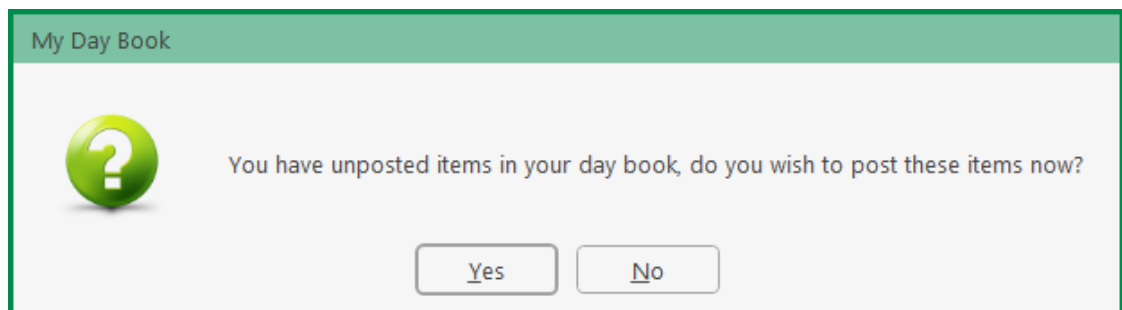 My Day Book
You have unposted items in your day book, do you wish to post these items now?
Yes No